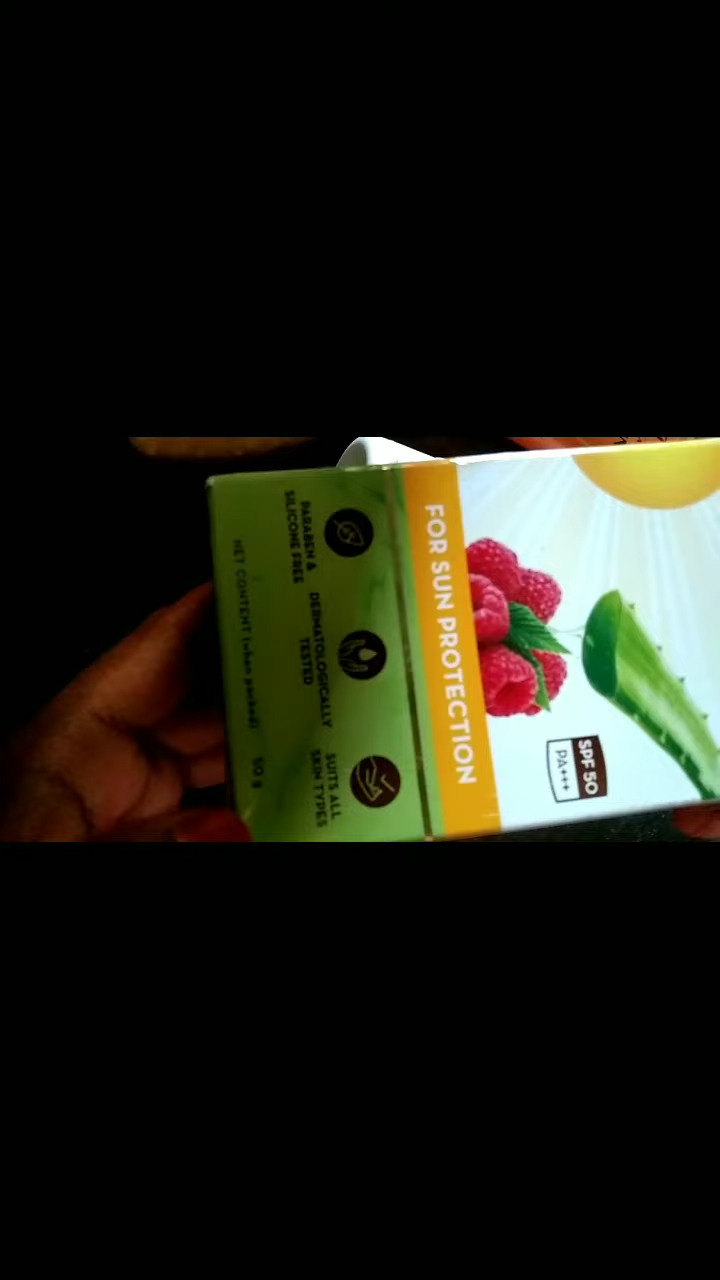 SPF 50
PA+++
FOR SUN PROTECTION
PARABEN &
SILICONE FREE
DERMATOLOGICALLY
TESTED
SUITS ALL
SKIN TYPES
NET CONTENT (when packed) 50 g